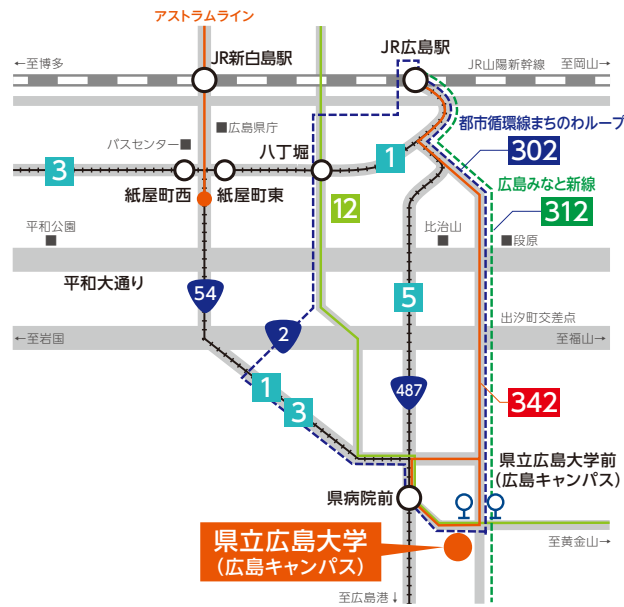 アストラムライン
JR新白島駅
JR広島駅
←至博多
JR山陽新幹線
至岡山→
広島県庁
バスセンター
八丁堀
都市循環線まちのわループ
302
3
1
紙屋町西
紙屋町東
12
広島みなと新線
312
平和公園
比治山
段原
平和大通り
54
5
出汐町交差点
←至岩国
2
至福山→
1
3
487
342
県立広島大学前
(広島キャンパス)
県病院前
県立広島大学
(広島キャンパス)
至黄金山→
至広島港↓